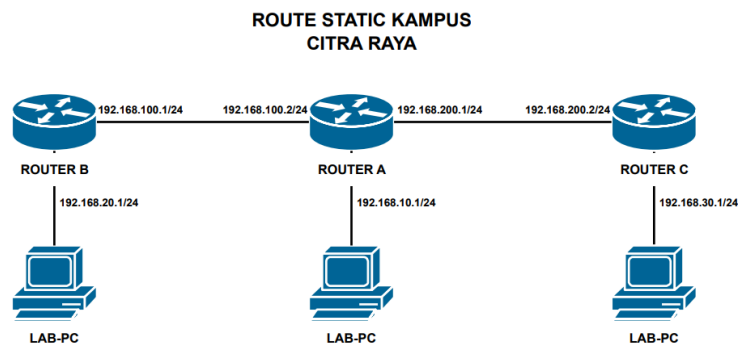 ROUTE STATIC KAMPUS
CITRA RAYA
192.168.100.1/24
192.168.100.2/24
192.168.200.1/24
192.168.200.2/24
ROUTER B
ROUTER A
ROUTER C
192.168.20.1/24
192.168.10.1/24
192.168.30.1/24
LAB-PC
LAB-PC
LAB-PC